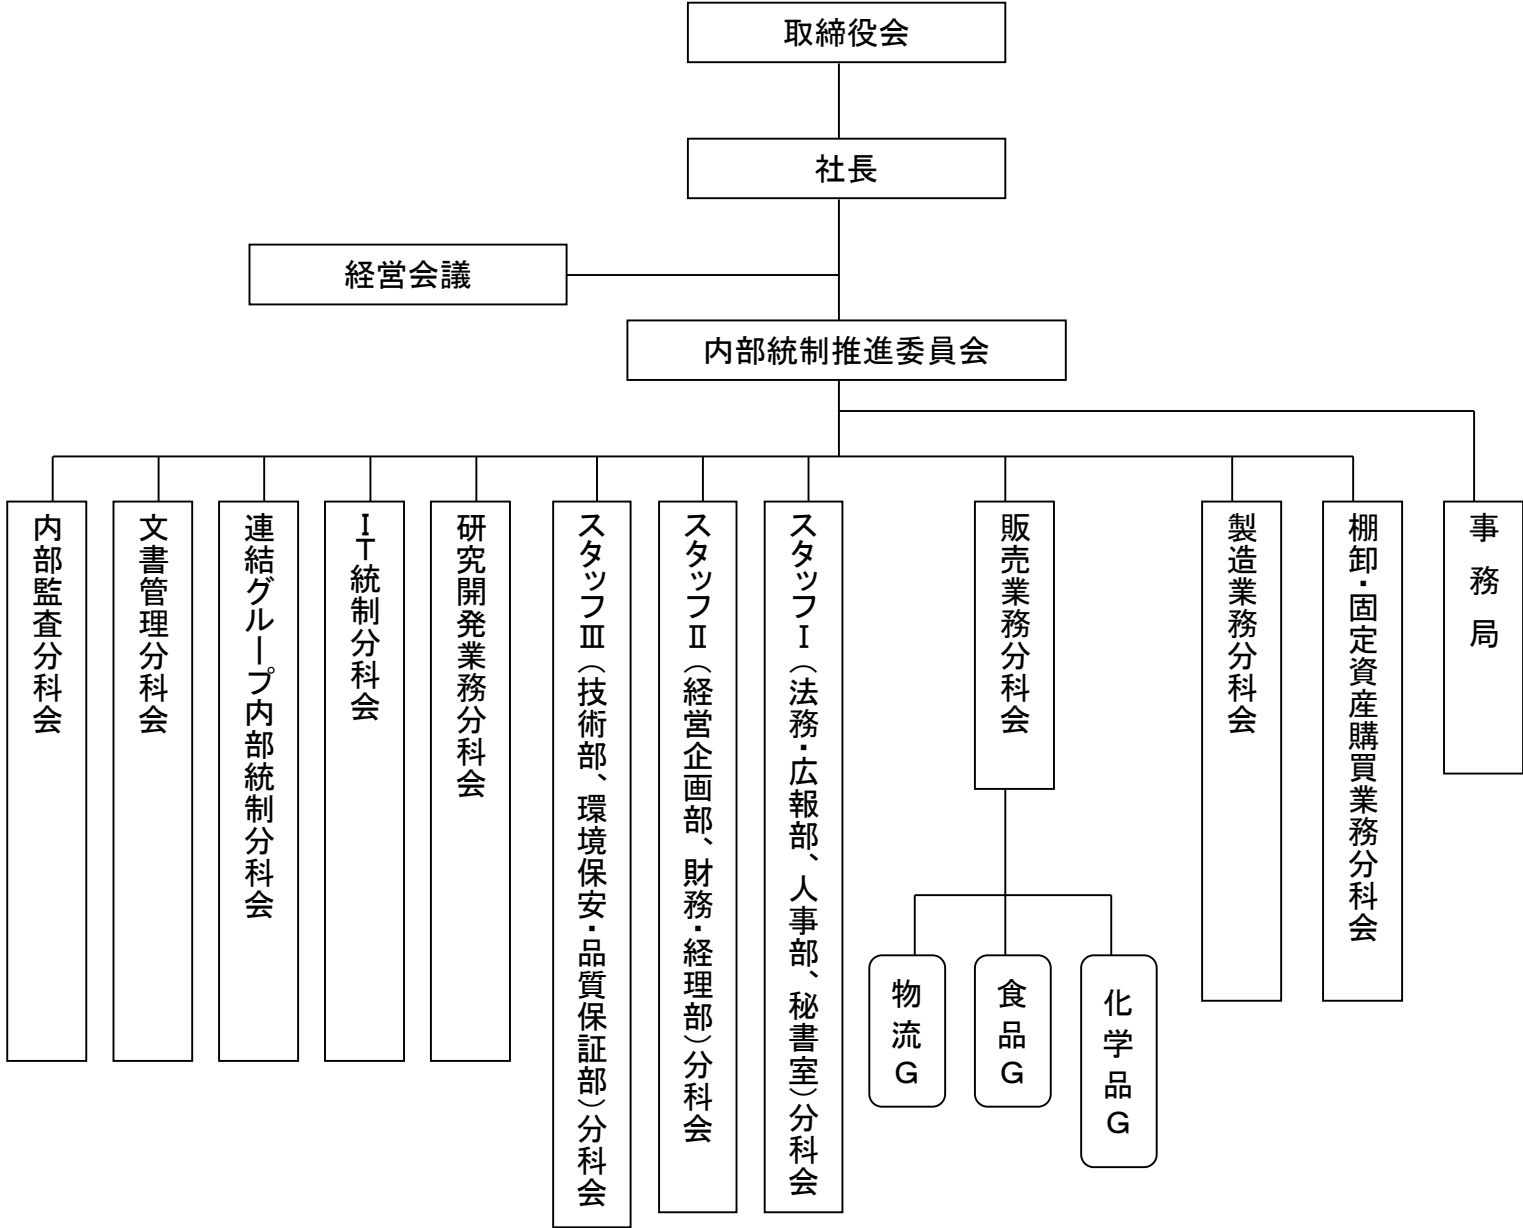 取締役会
社長
経営会議
内部統制推進委員会
内部監査分科会
文書管理分科会
連結グループ内部統制分科会
IT統制分科会
研究開発業務分科会
スタッフⅢ（技術部、環境保安・品質保証部）分科会
スタッフⅡ（経営企画部、財務・経理部）分科会
スタッフⅠ（法務・広報部、人事部、秘書室）分科会
販売業務分科会
製造業務分科会
棚卸・固定資産購買業務分科会
事務局
物流G
食品G
化学品G